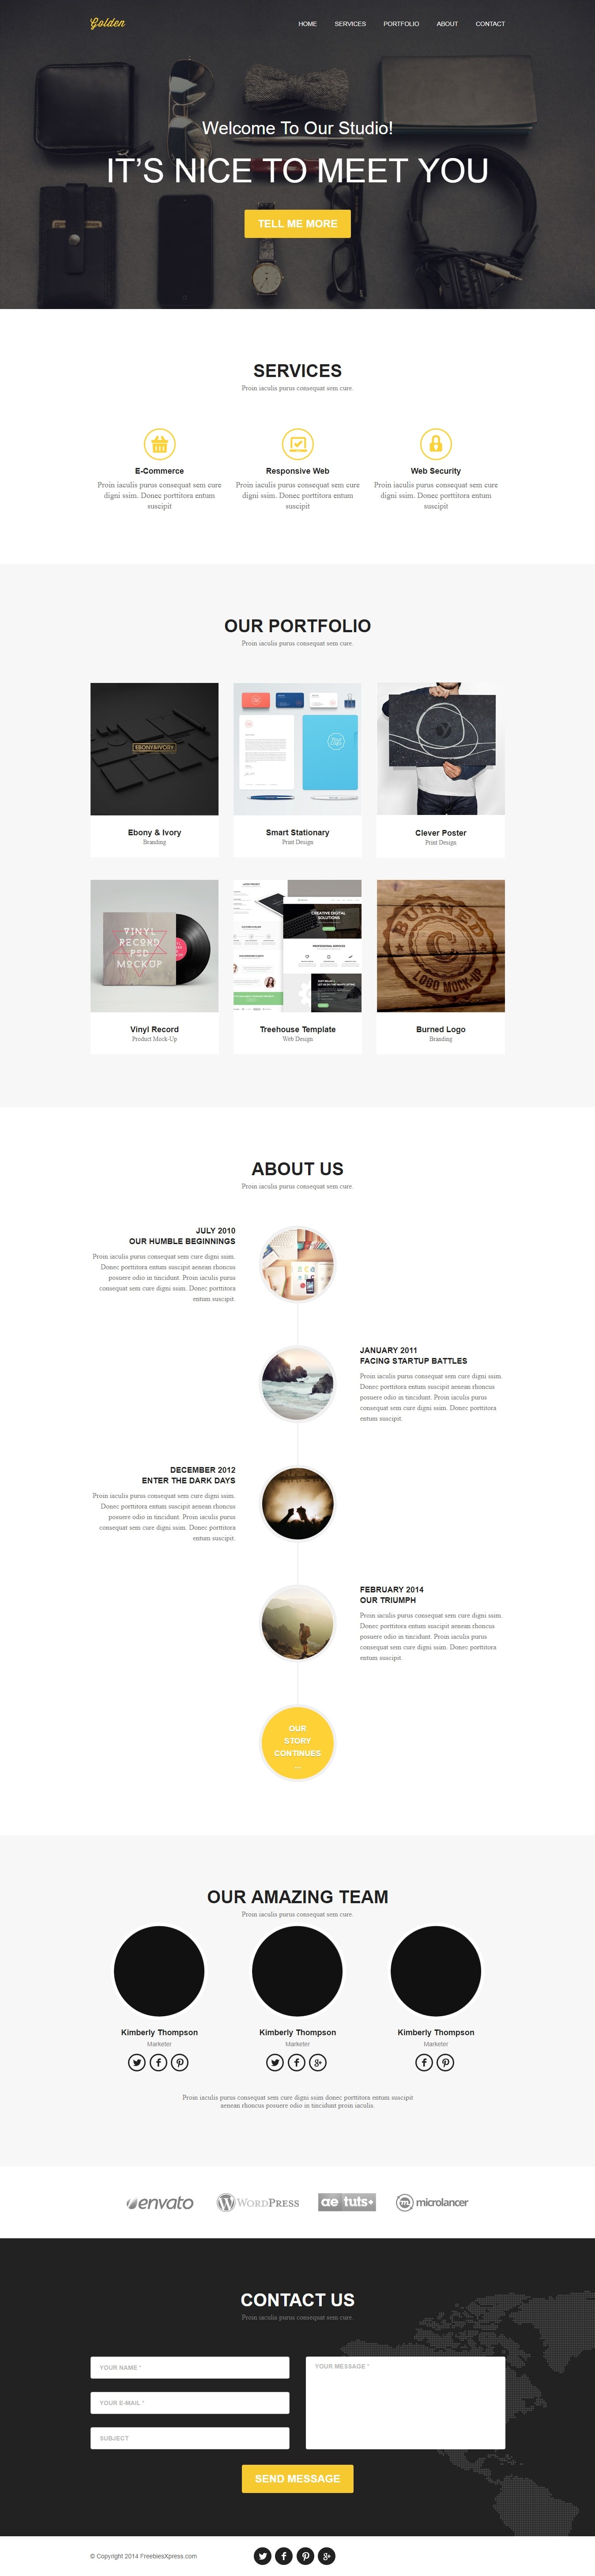 Golden
HOME SERVICES PORTFOLIO ABOUT CONTACT
Welcome To Our Studio!
IT'S NICE TO MEET YOU
TELL ME MORE
SERVICES
Proin iaculis purus consequat sem cure.
E-Commerce
Proin iaculis purus consequat sem cure
digni ssim. Donec porttitora entum
suscipit
Responsive Web
Proin iaculis purus consequat sem cure
digni ssim. Donec porttitora entum
suscipit
Web Security
Proin iaculis purus consequat sem cure
digni ssim. Donec porttitora entum
suscipit
OUR PORTFOLIO
Proin iaculis purus consequat sem cure.
EBONY&IVORY
Ebony & Ivory
Branding
Smart Stationary
Print Design
Clever Poster
Print Design
VINYL
RECORD
PSD
MOCKUP
Vinyl Record
Product Mock-Up
CREATIVE DIGITAL
SOLUTIONS
PROFESSIONAL SERVICES
Treehouse Template
Web Design
BURNED
LOGO MOCK-UP
Burned Logo
Branding
ABOUT US
Proin iaculis purus consequat sem cure.
JULY 2010
OUR HUMBLE BEGINNINGS
Proin iaculis purus consequat sem cure digni ssim.
Donec porttitora entum suscipit aenean rhoncus
posuere odio in tincidunt. Proin iaculis purus
consequat sem cure digni ssim. Donec porttitora
entum suscipit.
JANUARY 2011
FACING STARTUP BATTLES
Proin iaculis purus consequat sem cure digni ssim.
Donec porttitora entum suscipit aenean rhoncus
posuere odio in tincidunt. Proin iaculis purus
consequat sem cure digni ssim. Donec porttitora
entum suscipit.
DECEMBER 2012
ENTER THE DARK DAYS
Proin iaculis purus consequat sem cure digni ssim.
Donec porttitora entum suscipit aenean rhoncus
posuere odio in tincidunt. Proin iaculis purus
consequat sem cure digni ssim. Donec porttitora
entum suscipit.
FEBRUARY 2014
OUR TRIUMPH
Proin iaculis purus consequat sem cure digni ssim.
Donec porttitora entum suscipit aenean rhoncus
posuere odio in tincidunt. Proin iaculis purus
consequat sem cure digni ssim. Donec porttitora
entum suscipit.
OUR
STORY
CONTINUES
...
OUR AMAZING TEAM
Proin iaculis purus consequat sem cure.
Kimberly Thompson
Marketer
Kimberly Thompson
Marketer
Kimberly Thompson
Marketer
Proin iaculis purus consequat sem cure digni ssim donec porttitora entum suscipit
aenean rhoncus posuere odio in tincidunt proin iaculis.
envato WORDPRESS ae tuts+ microlancer
CONTACT US
Proin iaculis purus consequat sem cure.
YOUR NAME *
YOUR E-MAIL *
SUBJECT
YOUR MESSAGE *
SEND MESSAGE
© Copyright 2014 FreebiesXpress.com